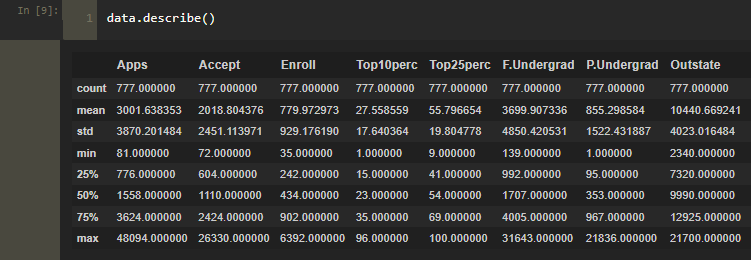 In [9]: 1 data.describe()
Apps Accept Enroll Top10perc Top25perc F.Undergrad P.Undergrad Outstate
count 777.000000 777.000000 777.000000 777.000000 777.000000 777.000000 777.000000 777.000000
mean 3001.638353 2018.804376 779.972973 27.558559 55.796654 3699.907336 855.298584 10440.669241
std 3870.201484 2451.113971 929.176190 17.640364 19.804778 4850.420531 1522.431887 4023.016484
min 81.000000 72.000000 35.000000 1.000000 9.000000 139.000000 1.000000 2340.000000
25% 776.000000 604.000000 242.000000 15.000000 41.000000 992.000000 95.000000 7320.000000
50% 1558.000000 1110.000000 434.000000 23.000000 54.000000 1707.000000 353.000000 9990.000000
75% 3624.000000 2424.000000 902.000000 35.000000 69.000000 4005.000000 967.000000 12925.000000
max 48094.000000 26330.000000 6392.000000 96.000000 100.000000 31643.000000 21836.000000 21700.000000